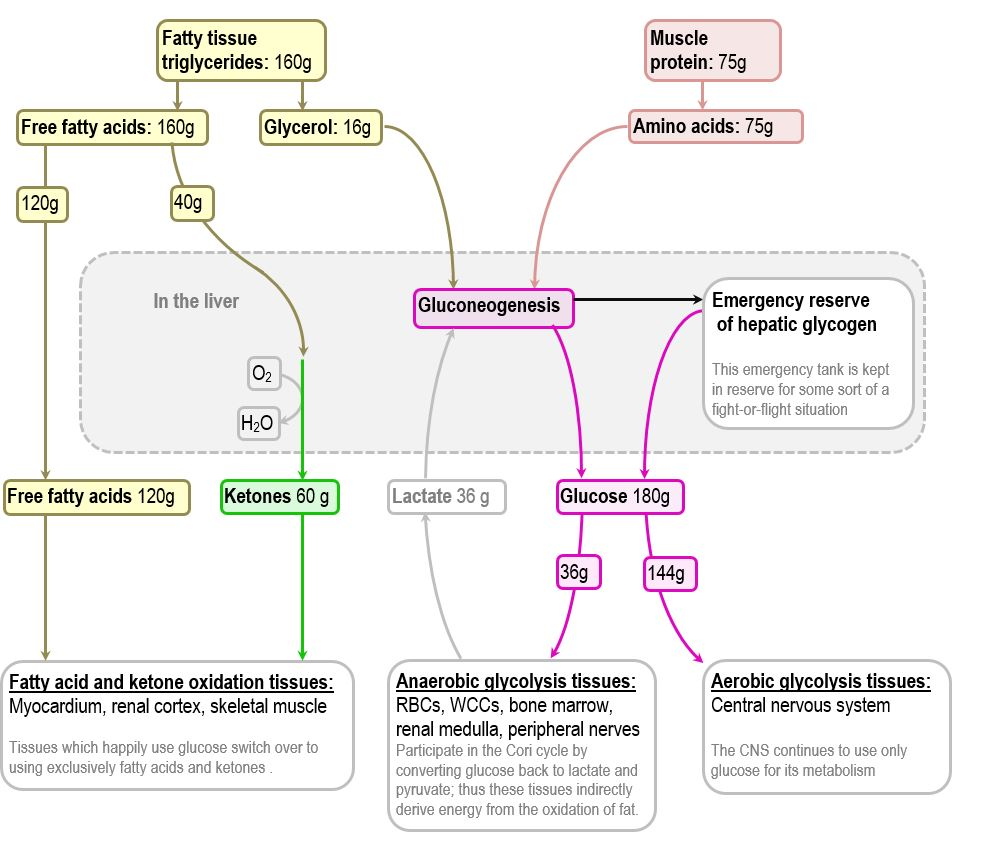 Fatty tissue
triglycerides: 160g
Muscle
protein: 75g
Free fatty acids: 160g
Glycerol: 16g
Amino acids: 75g
120g
40g
In the liver
Gluconeogenesis
Emergency reserve
of hepatic glycogen
This emergency tank is kept
in reserve for some sort of a
fight-or-flight situation
O₂
H₂O
Free fatty acids 120g
Ketones 60 g
Lactate 36 g
Glucose 180g
36g
144g
Fatty acid and ketone oxidation tissues:
Myocardium, renal cortex, skeletal muscle
Tissues which happily use glucose switch over to
using exclusively fatty acids and ketones .
Anaerobic glycolysis tissues:
RBCs, WCCs, bone marrow,
renal medulla, peripheral nerves
Participate in the Cori cycle by
converting glucose back to lactate and
pyruvate; thus these tissues indirectly
derive energy from the oxidation of fat.
Aerobic glycolysis tissues:
Central nervous system
The CNS continues to use only
glucose for its metabolism